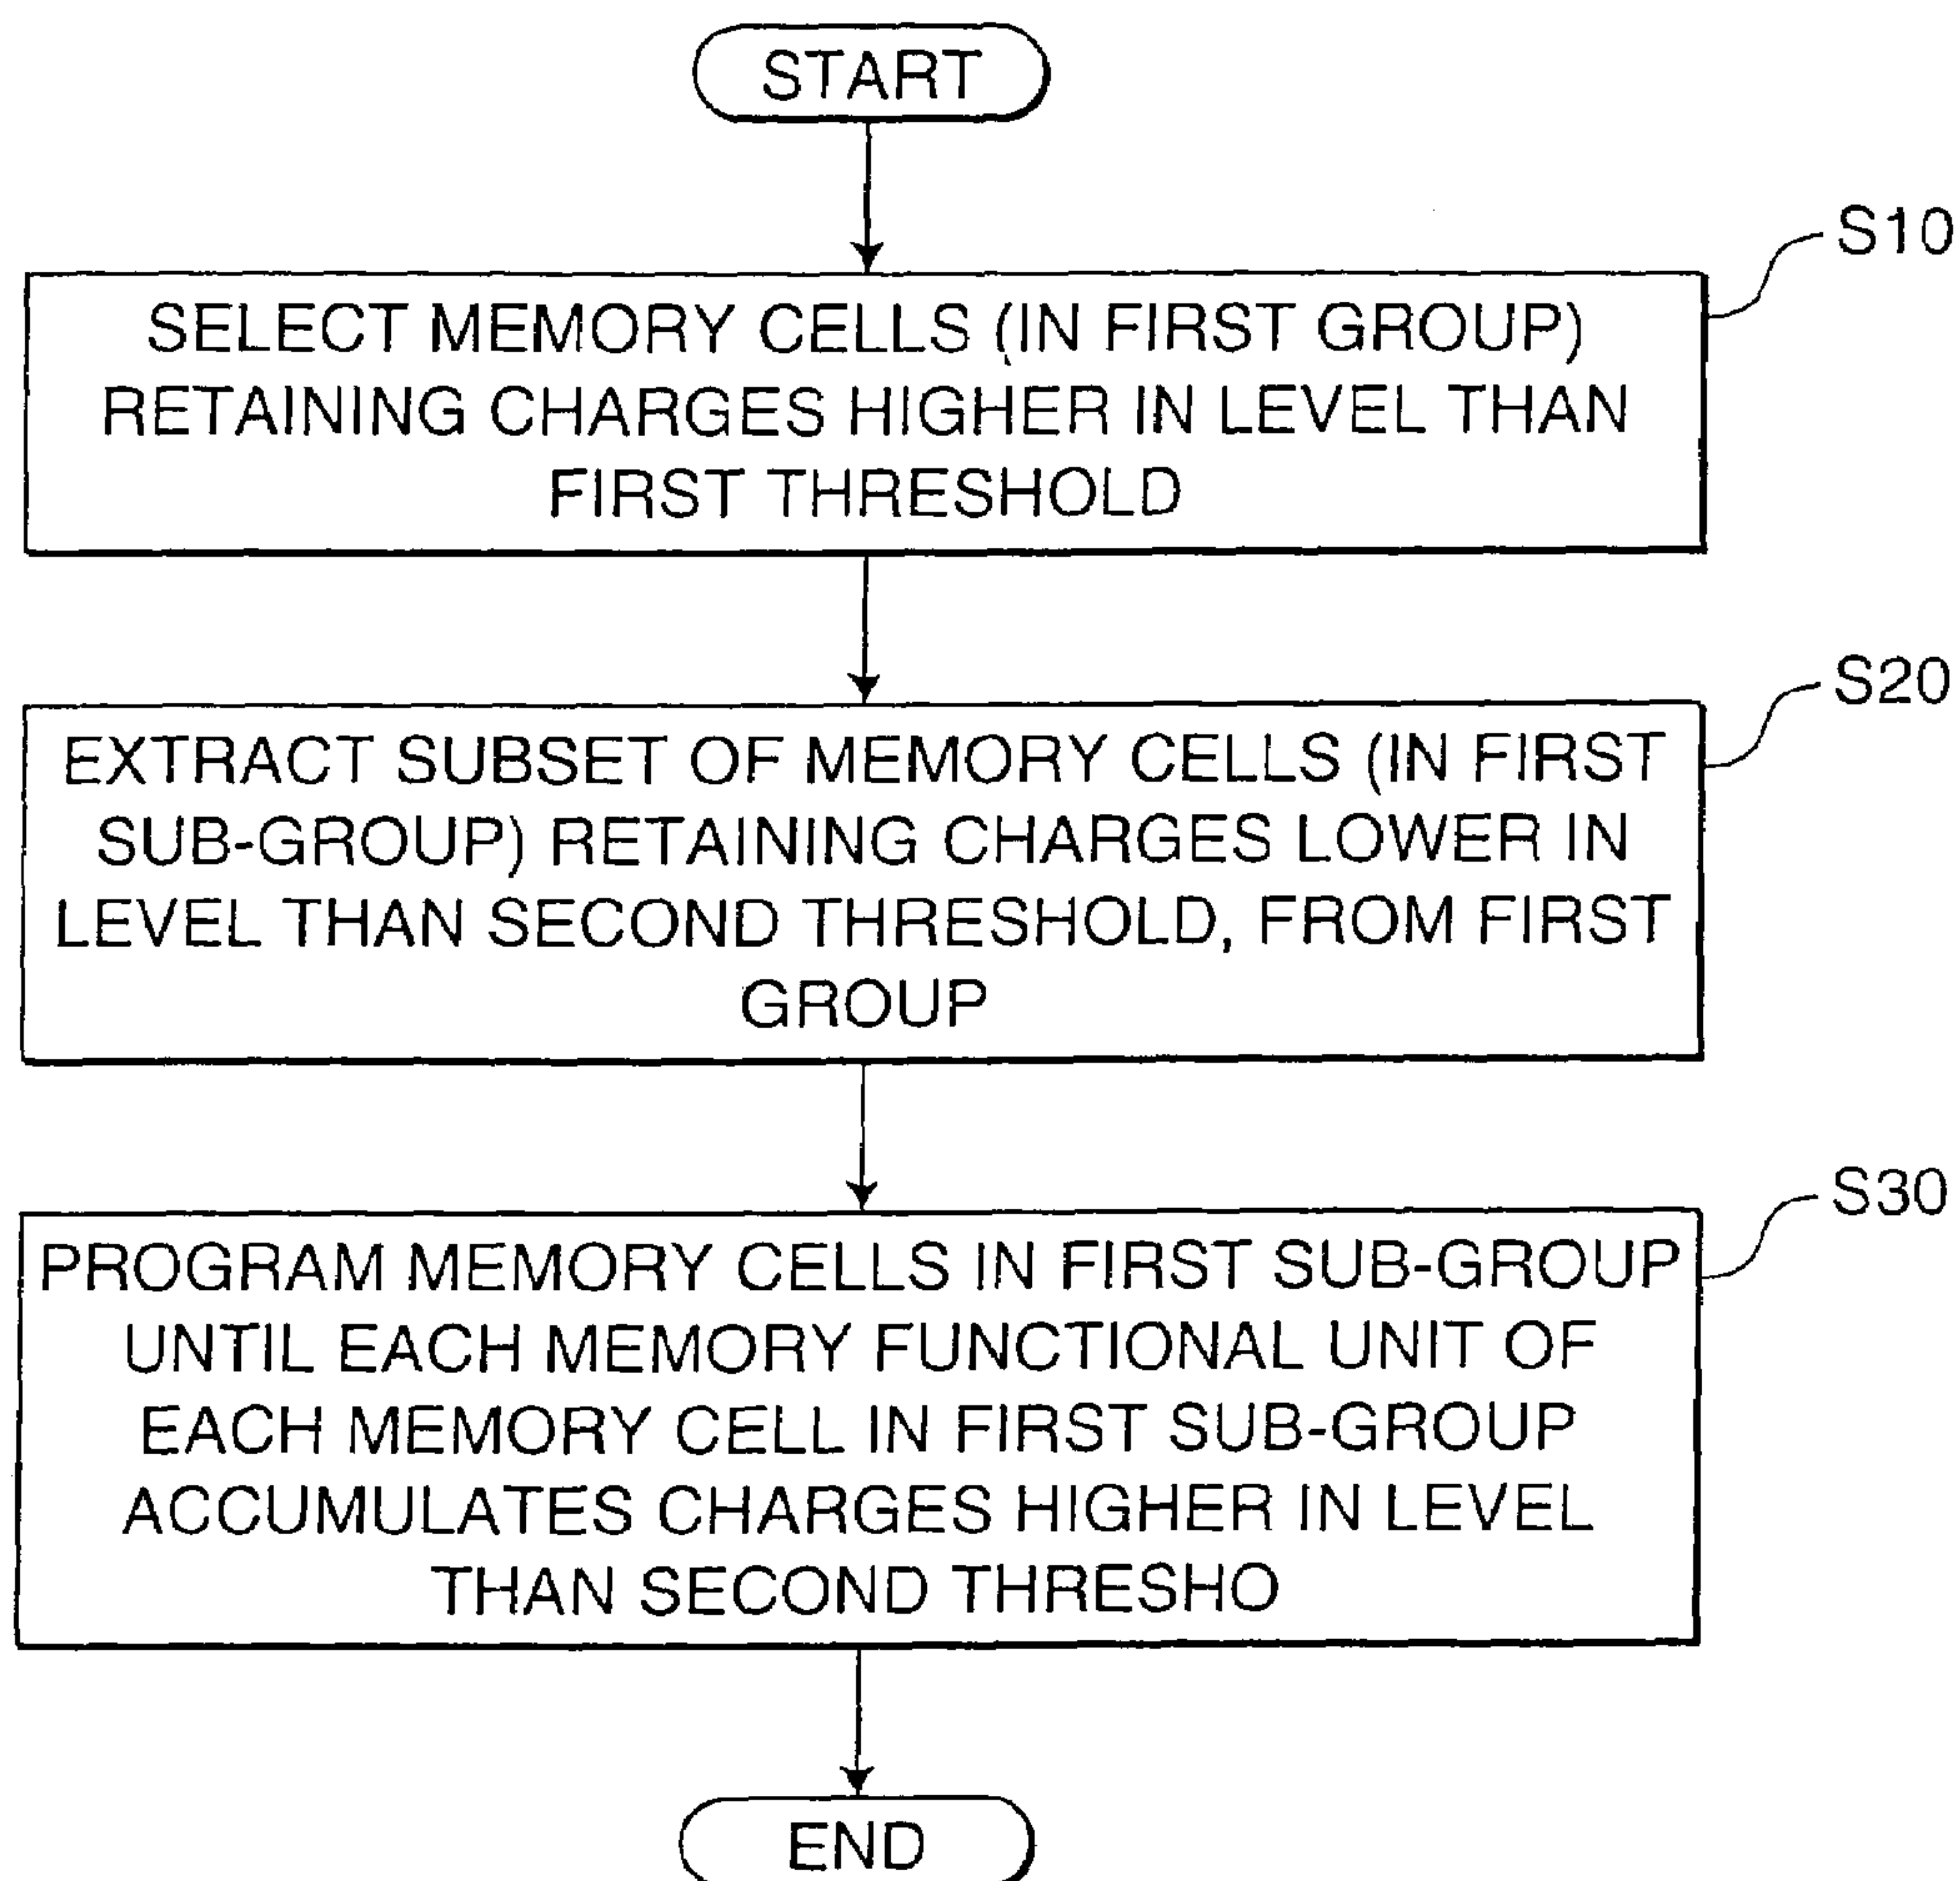 START
S10
SELECT MEMORY CELLS (IN FIRST GROUP)
RETAINING CHARGES HIGHER IN LEVEL THAN
FIRST THRESHOLD
S20
EXTRACT SUBSET OF MEMORY CELLS (IN FIRST
SUB-GROUP) RETAINING CHARGES LOWER IN
LEVEL THAN SECOND THRESHOLD, FROM FIRST
GROUP
S30
PROGRAM MEMORY CELLS IN FIRST SUB-GROUP
UNTIL EACH MEMORY FUNCTIONAL UNIT OF
EACH MEMORY CELL IN FIRST SUB-GROUP
ACCUMULATES CHARGES HIGHER IN LEVEL
THAN SECOND THRESHO
END